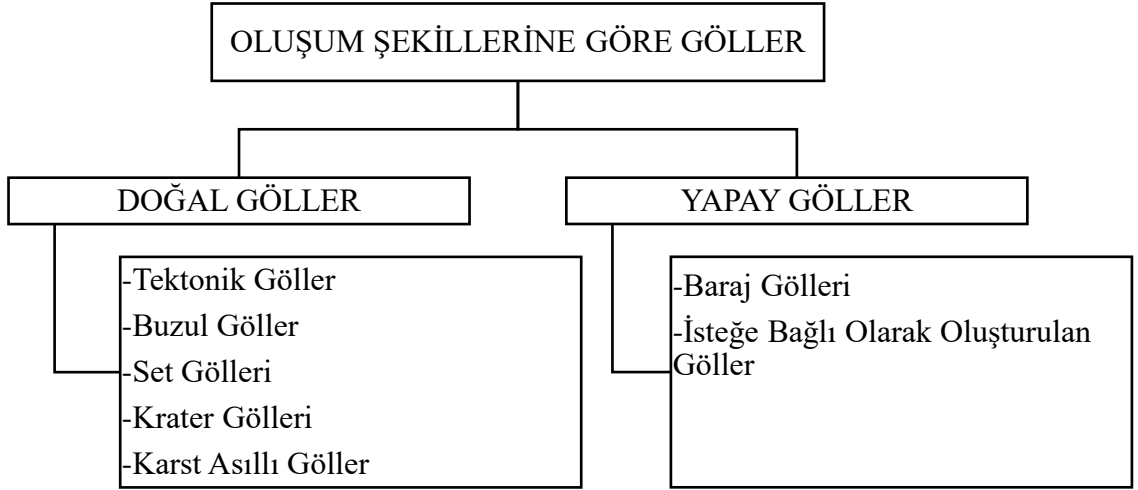 OLUŞUM ŞEKİLLERİNE GÖRE GÖLLER
DOĞAL GÖLLER
-Tektonik Göller
-Buzul Göller
-Set Gölleri
-Krater Gölleri
-Karst Asıllı Göller
YAPAY GÖLLER
-Baraj Gölleri
-İsteğe Bağlı Olarak Oluşturulan
Göller